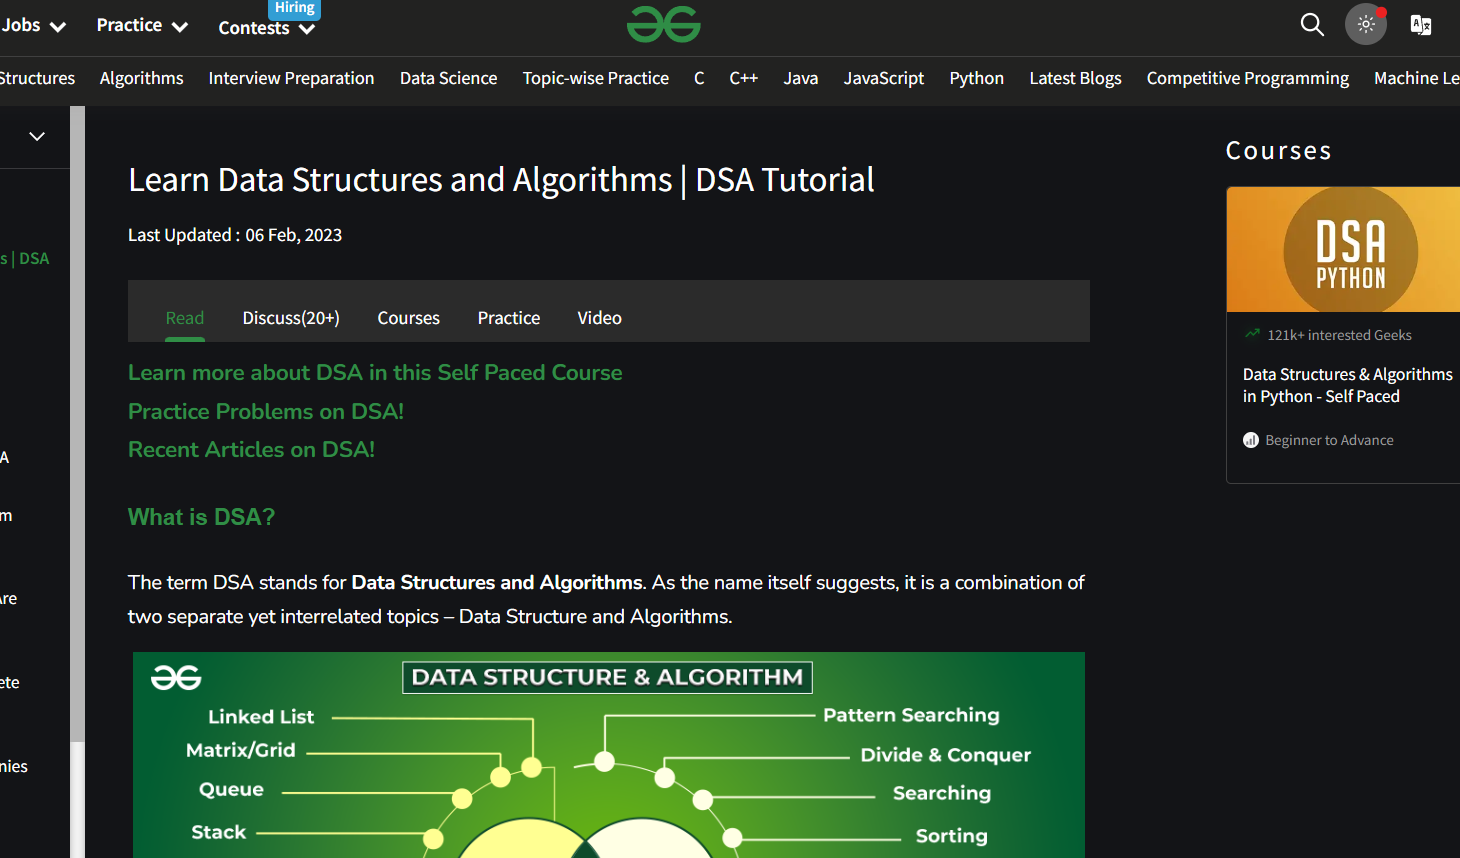 Jobs Practice Hiring Contests
Structures Algorithms Interview Preparation Data Science Topic-wise Practice C C++ Java JavaScript Python Latest Blogs Competitive Programming Machine Le
Learn Data Structures and Algorithms | DSA Tutorial
Last Updated : 06 Feb, 2023
s | DSA
A
m
Are
ete
nies
Read Discuss(20+) Courses Practice Video
Learn more about DSA in this Self Paced Course
Practice Problems on DSA!
Recent Articles on DSA!
What is DSA?
The term DSA stands for Data Structures and Algorithms. As the name itself suggests, it is a combination of
two separate yet interrelated topics – Data Structure and Algorithms.
DATA STRUCTURE & ALGORITHM
Linked List
Matrix/Grid
Queue
Stack
Pattern Searching
Divide & Conquer
Searching
Sorting
Courses
DSA
PYTHON
121k+ interested Geeks
Data Structures & Algorithms
in Python - Self Paced
Beginner to Advance